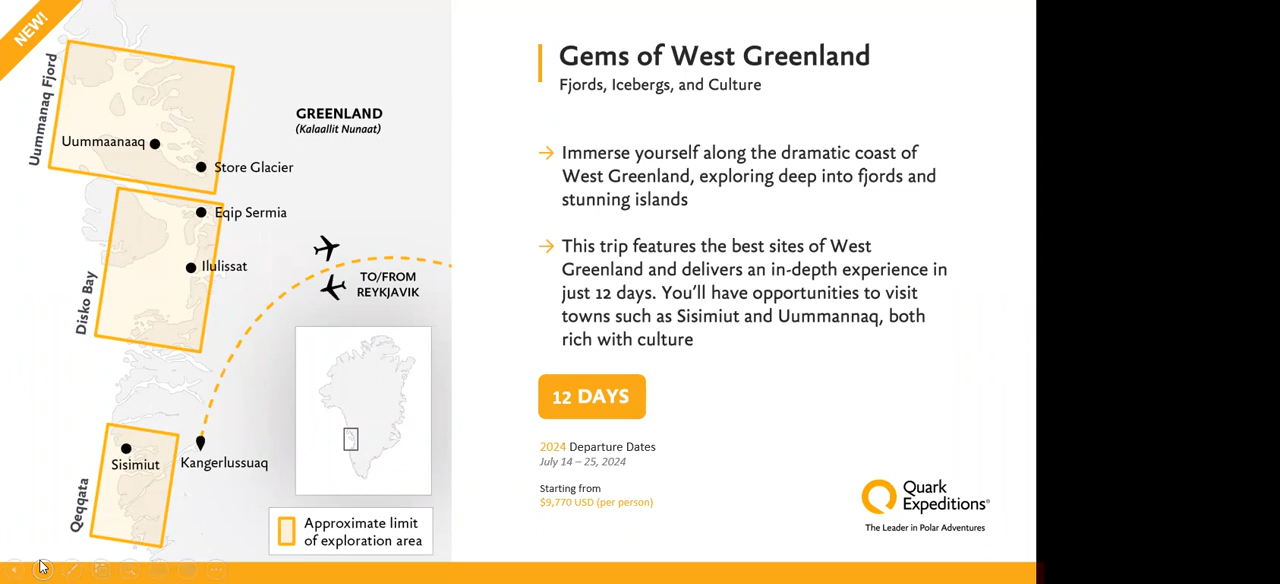 NEW!
Uummanaq Fjord
Uummaanaaq
Store Glacier
GREENLAND
(Kalaallit Nunaat)
Eqip Sermia
Ilulissat
Disko Bay
TO/FROM
REYKJAVIK
Sisimiut
Kangerlussuaq
Qeqqata
Approximate limit
of exploration area
Gems of West Greenland
Fjords, Icebergs, and Culture
Immerse yourself along the dramatic coast of
West Greenland, exploring deep into fjords and
stunning islands
This trip features the best sites of West
Greenland and delivers an in-depth experience in
just 12 days. You’ll have opportunities to visit
towns such as Sisimiut and Uummannaq, both
rich with culture
12 DAYS
2024 Departure Dates
July 14 – 25, 2024
Starting from
$9,770 USD (per person)
Quark
Expeditions®
The Leader in Polar Adventures